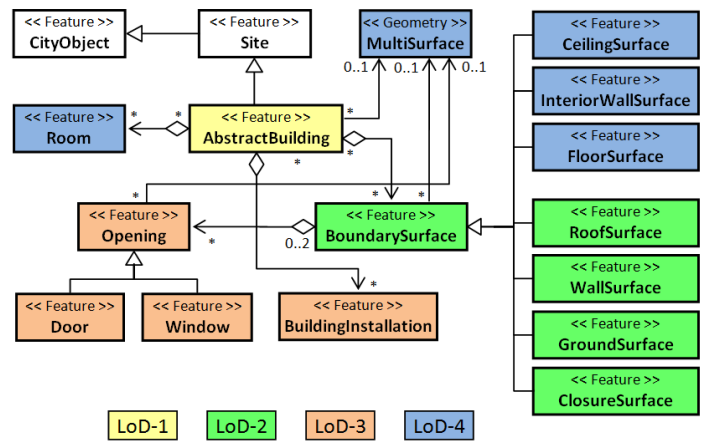 << Feature >>
CityObject
<< Feature >>
Site
<< Geometry >>
MultiSurface
<< Feature >>
CeilingSurface
0..1
0..1
0..1
<< Feature >>
InteriorWallSurface
<< Feature >>
Room
*
*
<< Feature >>
AbstractBuilding
*
*
*
<< Feature >>
FloorSurface
*
*
*
<< Feature >>
Opening
*
0..2
<< Feature >>
BoundarySurface
<< Feature >>
RoofSurface
<< Feature >>
WallSurface
<< Feature >>
Door
<< Feature >>
Window
*
<< Feature >>
BuildingInstallation
<< Feature >>
GroundSurface
<< Feature >>
ClosureSurface
LoD-1
LoD-2
LoD-3
LoD-4